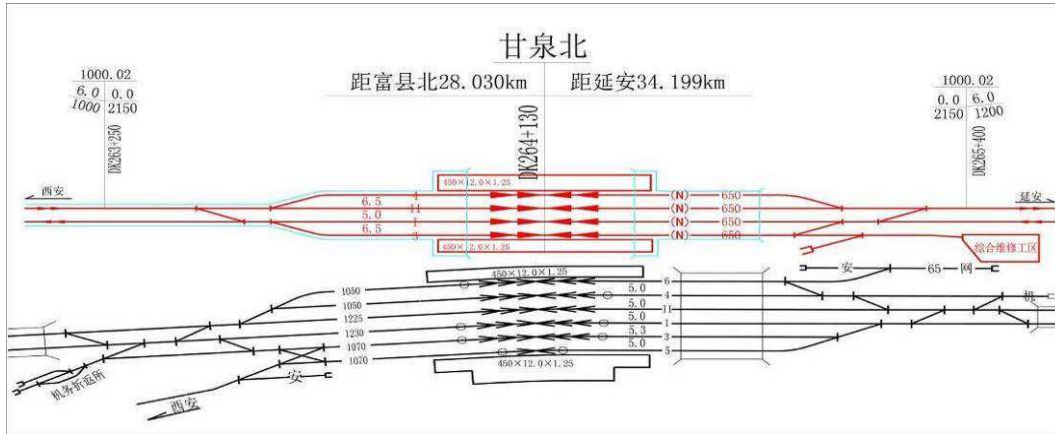 甘泉北
距富县北28.030km 距延安34.199km
DK264+130
1000.02
6.0 0.0
1000 2150
DK263+250
1000.02
0.0 6.0
2150 1200
DK265+400
西安
延安
450×12.0×1.25
6.5 4 (N) 650
5.0 II (N) 650
I (N) 650
6.5 3 (N) 650
450×12.0×1.25
综合维修工区
450×12.0×1.25
安 65 网
1050 6
1050 5.0 4
机
1225 5.0 II
1230 5.0 I
1070 5.3 3
1070 5.0 5
450×12.0×1.25
安
机务折返所
西安